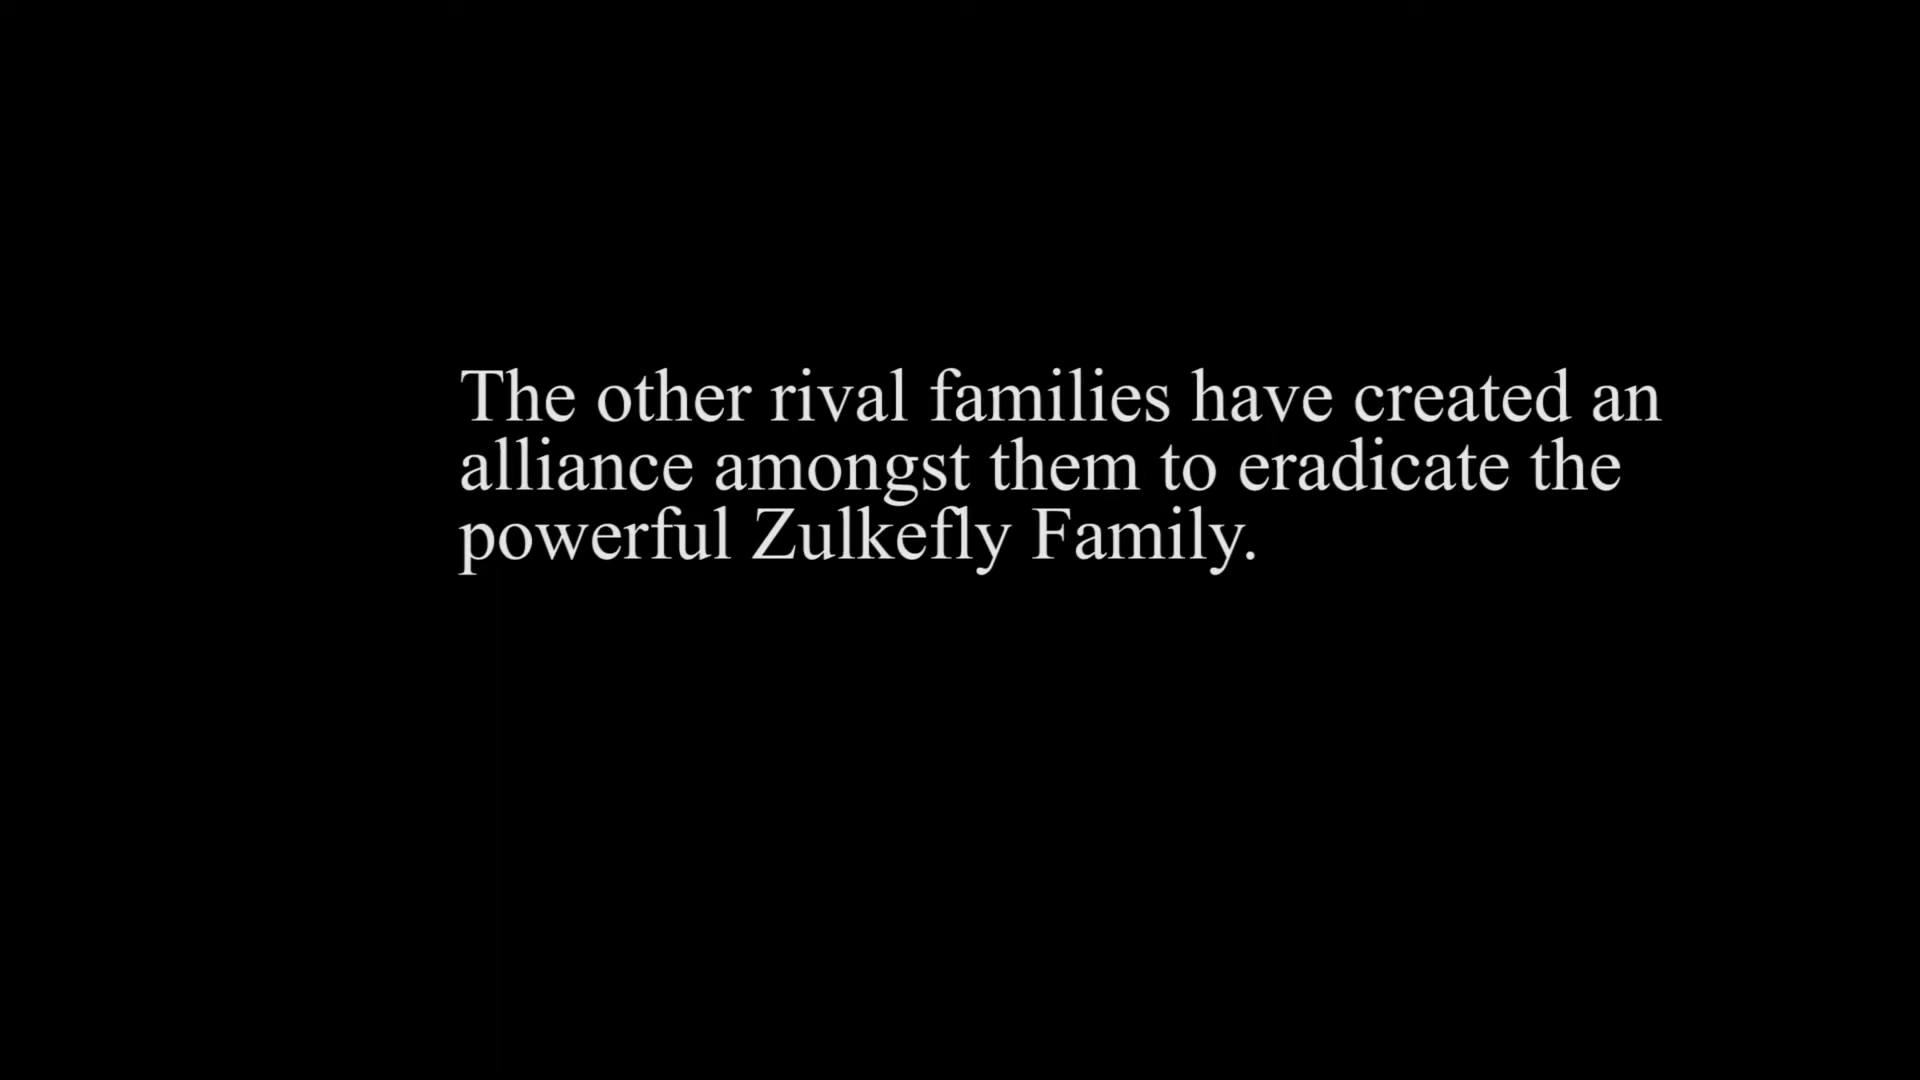 The other rival families have created an
alliance amongst them to eradicate the
powerful Zulkefly Family.